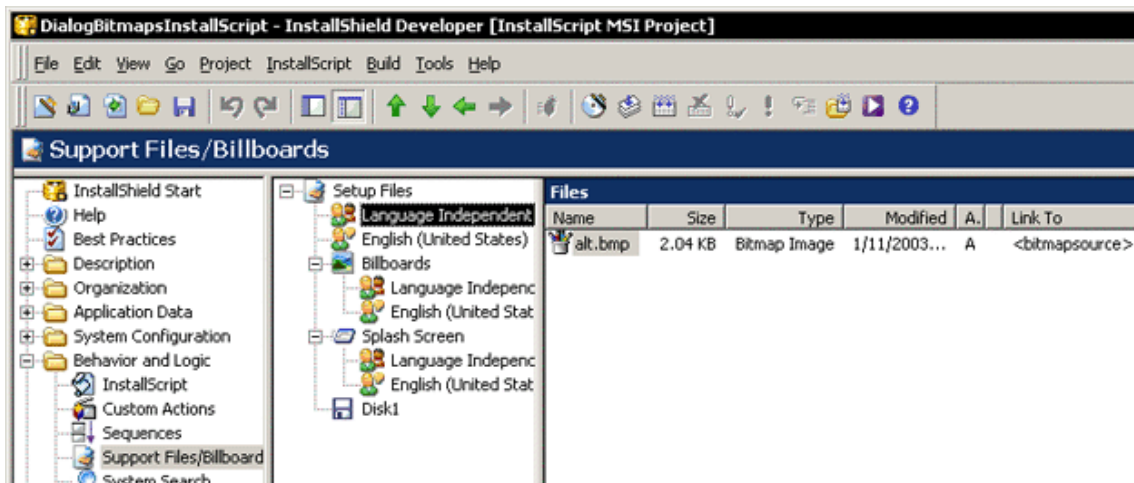 DialogBitmapsInstallScript - InstallShield Developer [InstallScript MSI Project]
File Edit View Go Project InstallScript Build Tools Help
Support Files/Billboards
InstallShield Start
Help
Best Practices
Description
Organization
Application Data
System Configuration
Behavior and Logic
InstallScript
Custom Actions
Sequences
Support Files/Billboard
System Search
Setup Files
Language Independent
English (United States)
Billboards
Language Independ
English (United Stat
Splash Screen
Language Independ
English (United Stat
Disk1
Files
Name Size Type Modified A. Link To
alt.bmp 2.04 KB Bitmap Image 1/11/2003... A <bitmapsource>